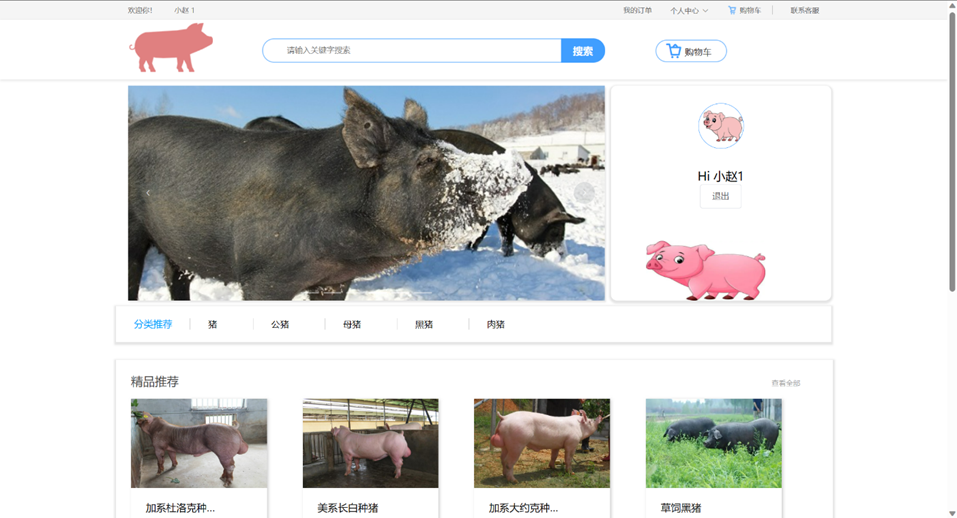 欢迎您! 小赵 1 我的订单 个人中心 购物车 联系客服
请输入关键字搜索 搜索 购物车
Hi 小赵1
退出
分类推荐 猪 公猪 母猪 黑猪 肉猪
精品推荐 查看全部
加系杜洛克种... 美系长白种猪 加系大约克种... 草饲黑猪